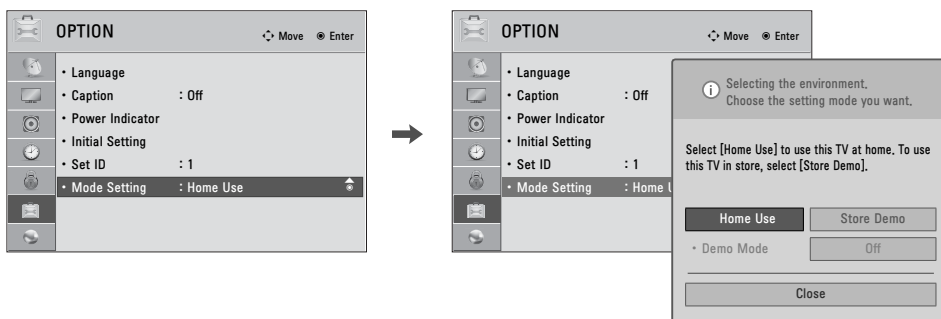 OPTION
Move Enter
• Language
• Caption : Off
• Power Indicator
• Initial Setting
• Set ID : 1
• Mode Setting : Home Use
OPTION
Move Enter
• Language
• Caption : Off
• Power Indicator
• Initial Setting
• Set ID : 1
• Mode Setting : Home U
i
Selecting the environment.
Choose the setting mode you want.
Select [Home Use] to use this TV at home. To use
this TV in store, select [Store Demo].
Home Use Store Demo
• Demo Mode Off
Close